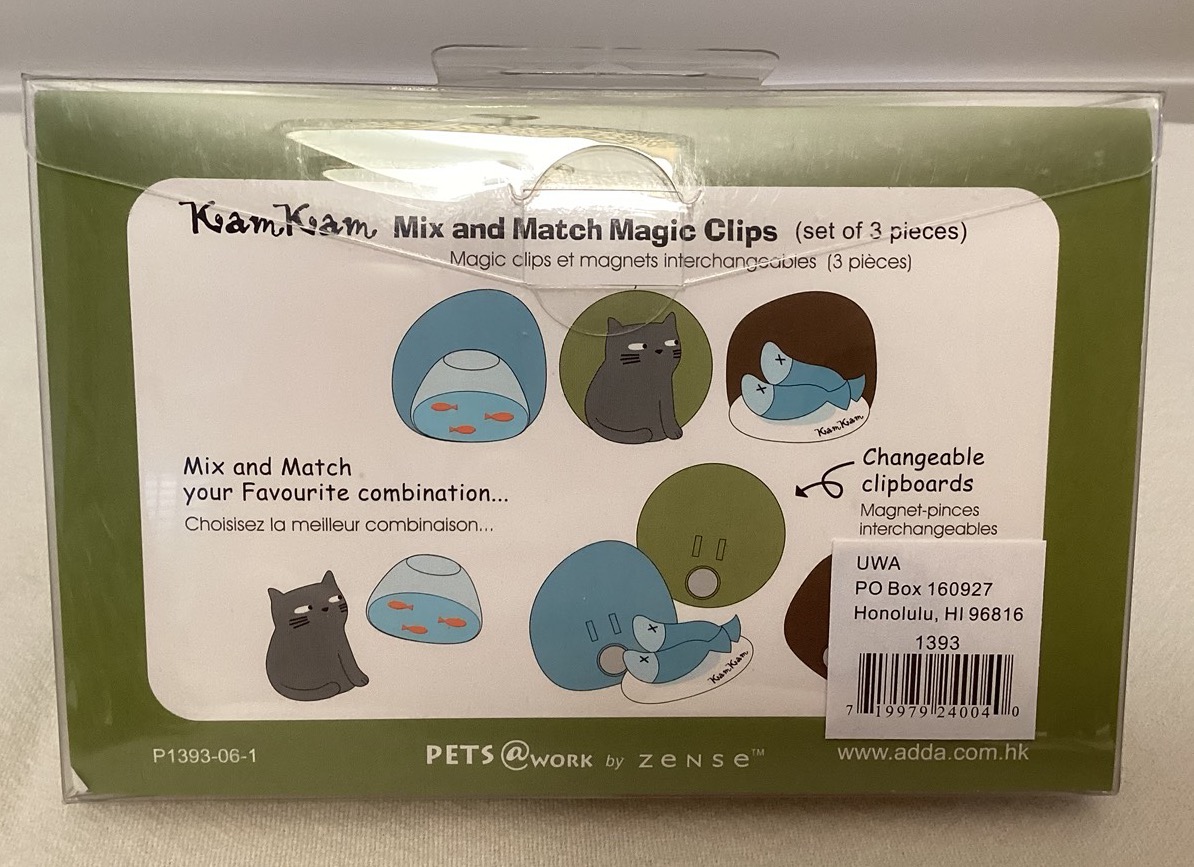 KamKam Mix and Match Magic Clips (set of 3 pieces)
Magic clips et magnets interchangeables (3 pièces)
KamKam
Mix and Match
your Favourite combination...
Choisisez la meilleur combinaison...
Changeable
clipboards
Magnet-pinces
interchangeables
KamKam
UWA
PO Box 160927
Honolulu, HI 96816
1393
7 19979 24004 0
P1393-06-1
PETS@WORK by zense™
www.adda.com.hk